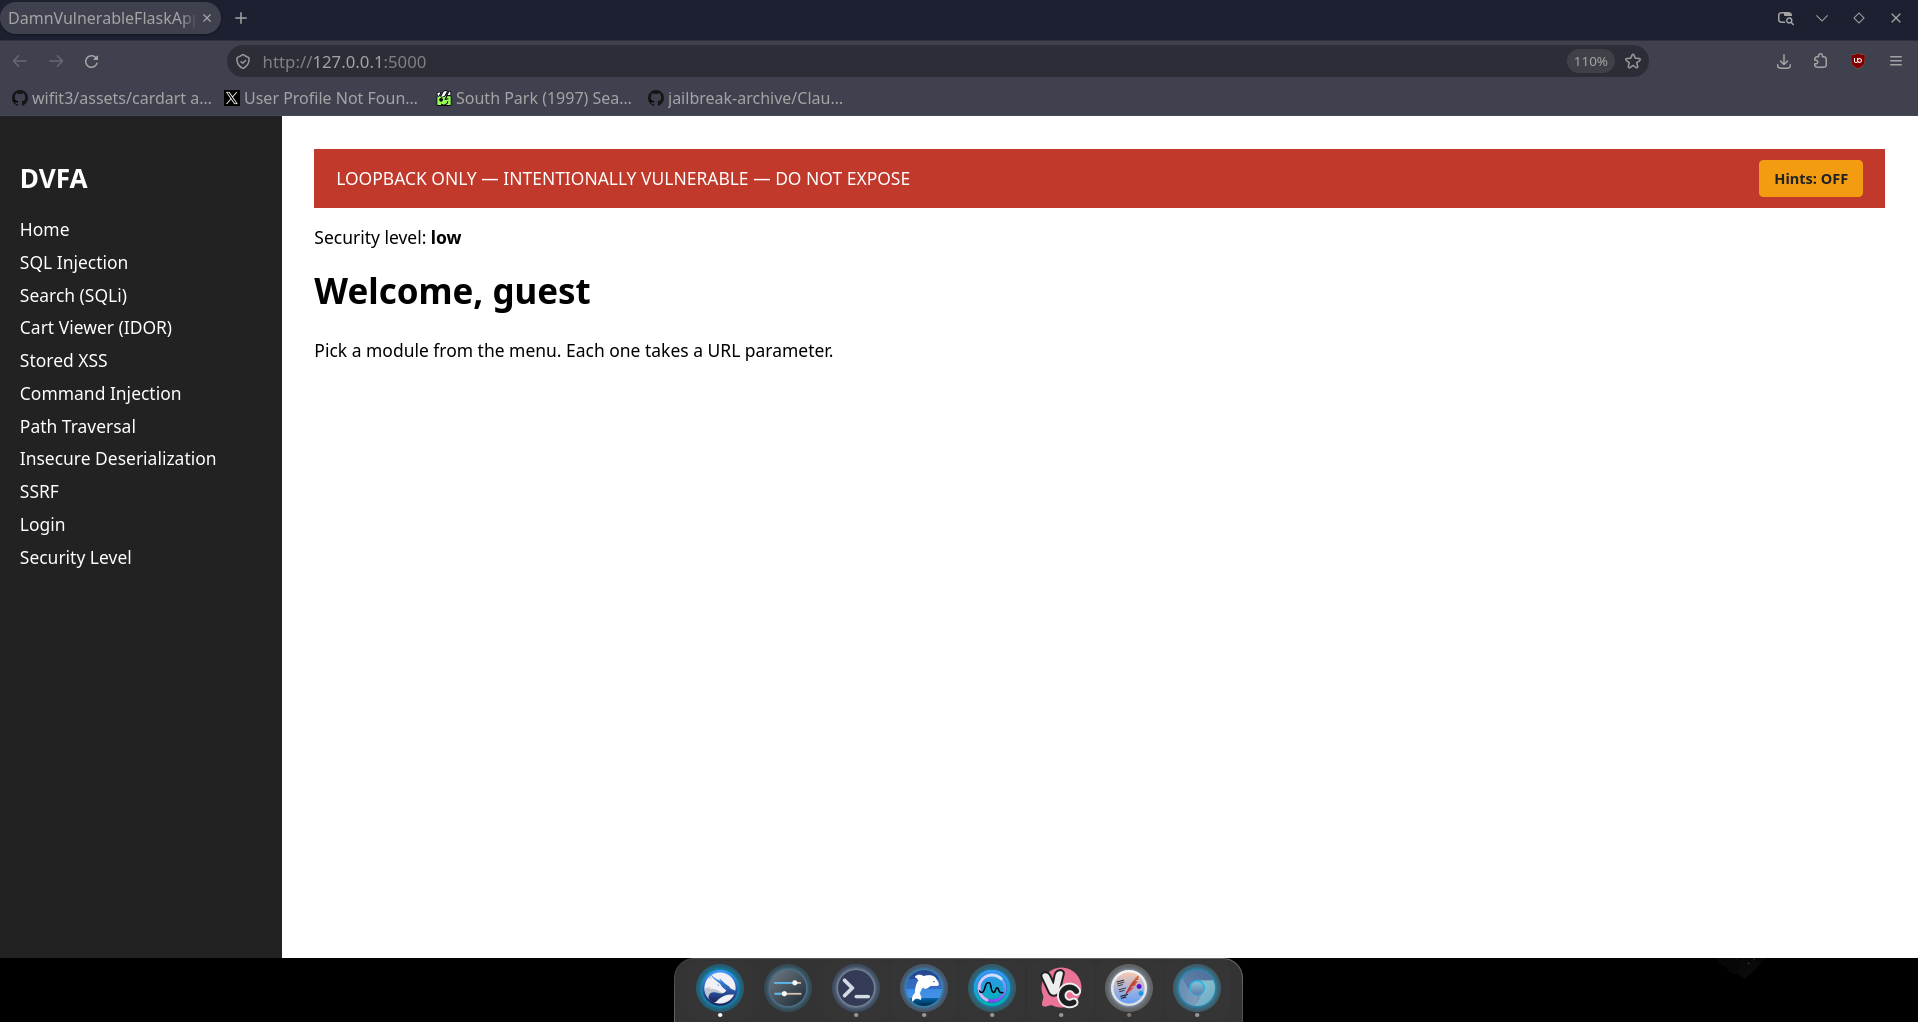 DamnVulnerableFlaskAp
http://127.0.0.1:5000
110%
wifit3/assets/cardart a...
User Profile Not Foun...
South Park (1997) Sea...
jailbreak-archive/Clau...
DVFA
Home
SQL Injection
Search (SQLi)
Cart Viewer (IDOR)
Stored XSS
Command Injection
Path Traversal
Insecure Deserialization
SSRF
Login
Security Level
LOOPBACK ONLY — INTENTIONALLY VULNERABLE — DO NOT EXPOSE
Hints: OFF
Security level: low
Welcome, guest
Pick a module from the menu. Each one takes a URL parameter.
VC